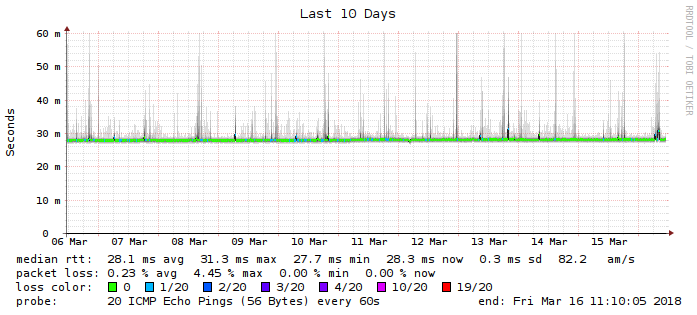 Last 10 Days
RRDTOOL / TOBI OETIKER
Seconds
60 m
50 m
40 m
30 m
20 m
10 m
0
06 Mar 07 Mar 08 Mar 09 Mar 10 Mar 11 Mar 12 Mar 13 Mar 14 Mar 15 Mar
median rtt: 28.1 ms avg 31.3 ms max 27.7 ms min 28.3 ms now 0.3 ms sd 82.2 am/s
packet loss: 0.23 % avg 4.45 % max 0.00 % min 0.00 % now
loss color: 0 1/20 2/20 3/20 4/20 10/20 19/20
probe: 20 ICMP Echo Pings (56 Bytes) every 60s end: Fri Mar 16 11:10:05 2018